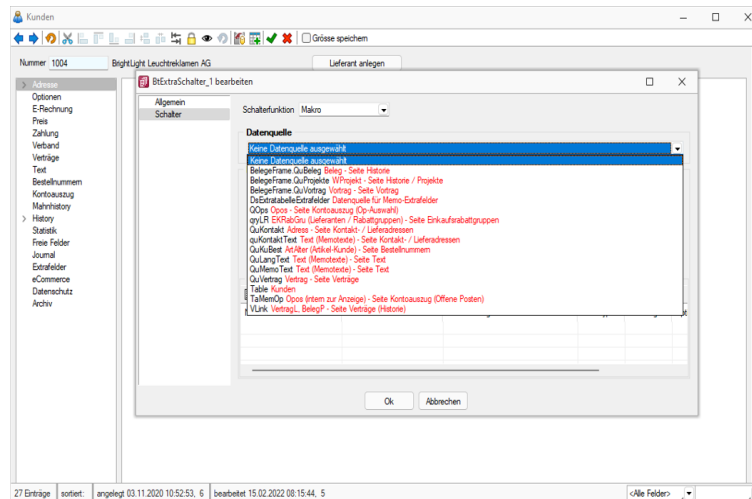 Kunden
Grösse speichern
Nummer 1004 BrightLight Leuchtreklamen AG Lieferant anlegen
Adresse
Optionen
E-Rechnung
Preis
Zahlung
Verband
Verträge
Text
Bestellnummern
Kontoauszug
Mahnhistory
History
Statistik
Freie Felder
Journal
Extrafelder
eCommerce
Datenschutz
Archiv
BtExtraSchalter_1 bearbeiten
Allgemein
Schalter
Schalterfunktion Makro
Datenquelle
Keine Datenquelle ausgewählt
Keine Datenquelle ausgewählt
BelegeFrame.QuBeleg Beleg - Seite Historie
BelegeFrame.QuProjekte WProjekt - Seite Historie / Projekte
BelegeFrame.QuVortrag Vortrag - Seite Vortrag
DsExtratabelleExtrafelder Datenquelle für Memo-Extrafelder
QOps Opos - Seite Kontoauszug (Op-Auswahl)
qryLR EKRabGru (Lieferanten / Rabattgruppen) - Seite Einkaufsrabattgruppen
QuKontakt Adress - Seite Kontakt- / Lieferadressen
quKontaktText Text (Memotexte) - Seite Kontakt- / Lieferadressen
QuKuBest ArtAlter (Artikel-Kunde) - Seite Bestellnummern
QuLangText Text (Memotexte) - Seite Text
QuMemoText Text (Memotexte) - Seite Text
QuVertrag Vertrag - Seite Verträge
Table Kunden
TaMemOp Opos (intern zur Anzeige) - Seite Kontoauszug (Offene Posten)
VLink VertragL, BelegP - Seite Verträge (Historie)
Ok Abbrechen
27 Einträge sortiert: angelegt 03.11.2020 10:52:53, 6 bearbeitet 15.02.2022 08:15:44, 5 <Alle Felder>